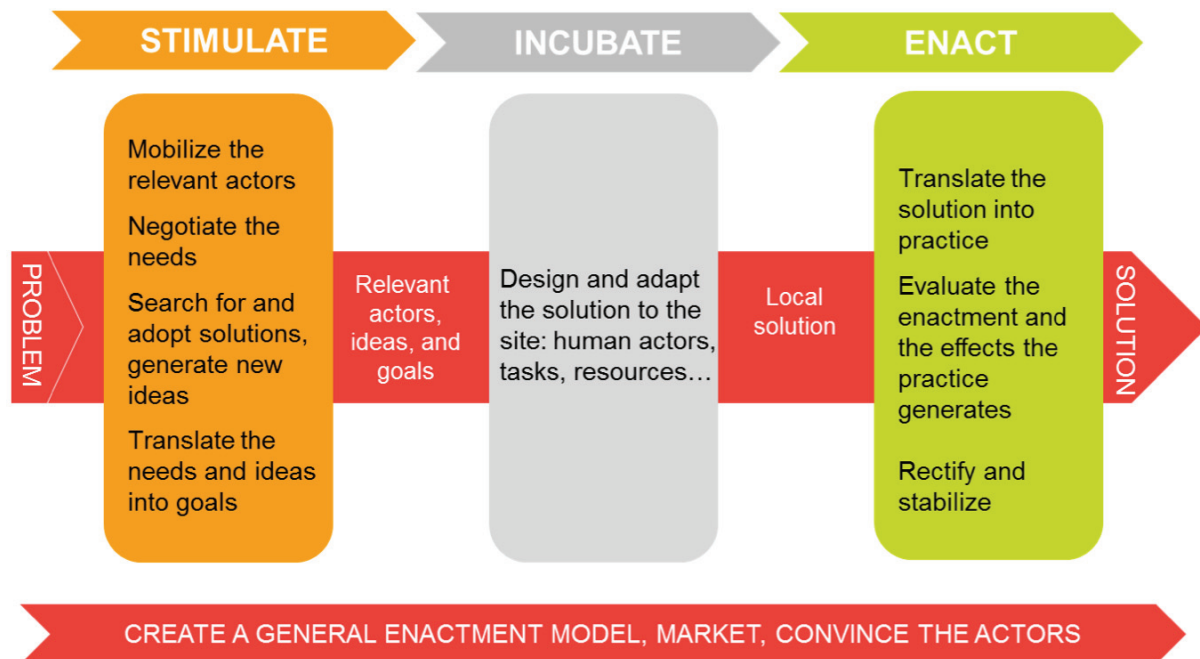 STIMULATE
INCUBATE
ENACT
PROBLEM
Mobilize the
relevant actors
Negotiate the
needs
Search for and
adopt solutions,
generate new
ideas
Translate the
needs and ideas
into goals
Relevant
actors,
ideas, and
goals
Design and adapt
the solution to the
site: human actors,
tasks, resources…
Local
solution
Translate the
solution into
practice
Evaluate the
enactment and
the effects the
practice
generates
Rectify and
stabilize
SOLUTION
CREATE A GENERAL ENACTMENT MODEL, MARKET, CONVINCE THE ACTORS